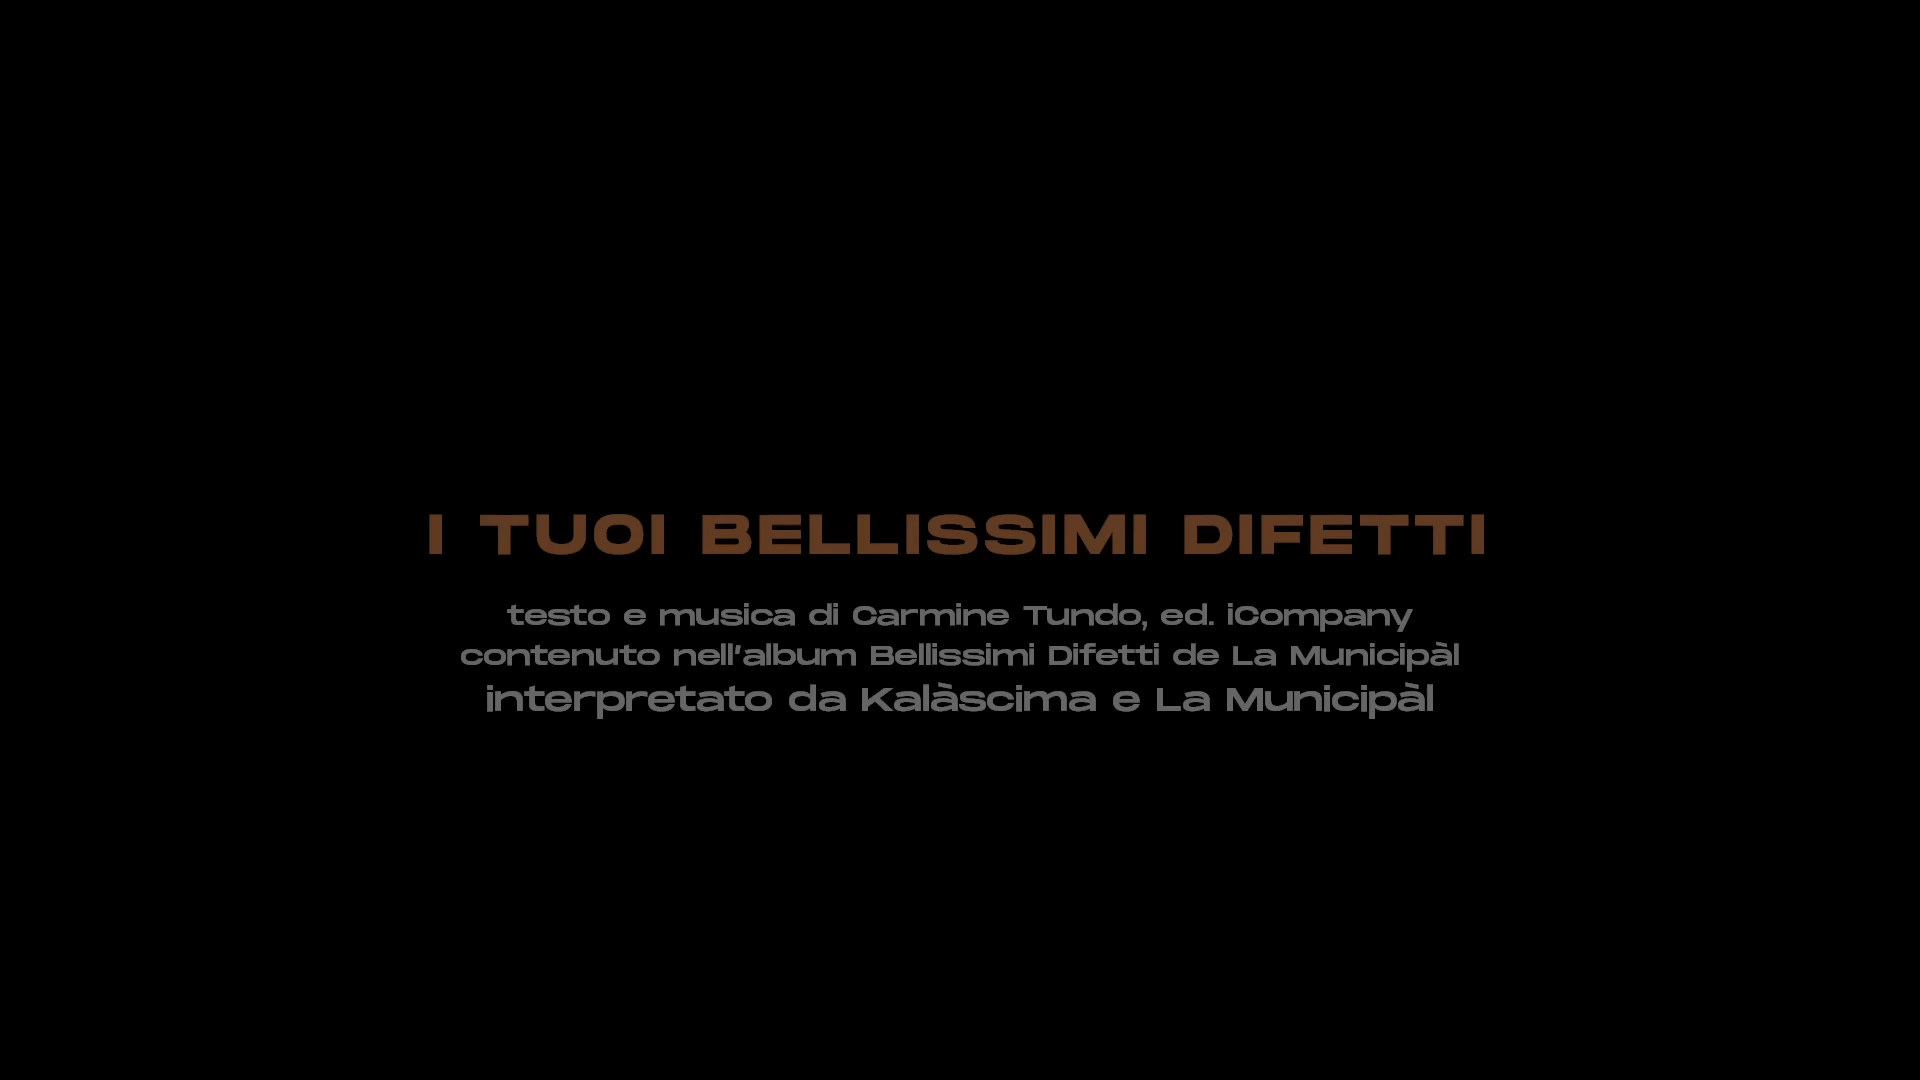 I TUOI BELLISSIMI DIFETTI
testo e musica di Carmine Tundo, ed. iCompany
contenuto nell'album Bellissimi Difetti de La Municipàl
interpretato da Kalàscima e La Municipàl